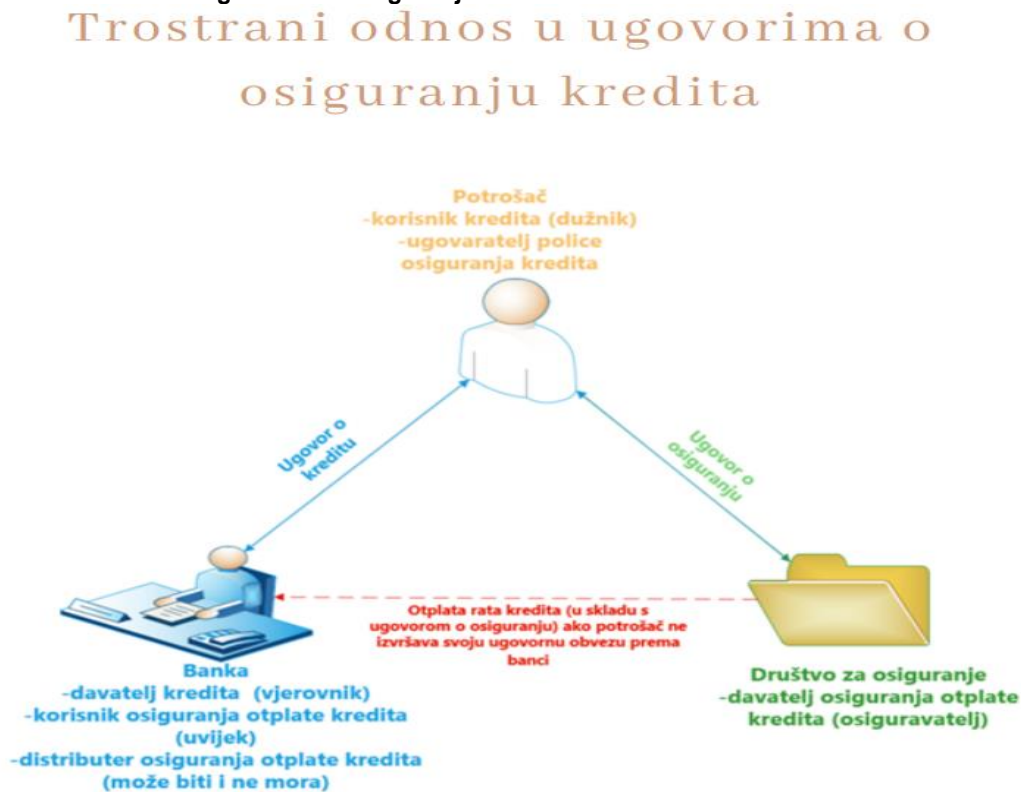 Trostrani odnos u ugovorima o
osiguranju kredita
Potrošač
-korisnik kredita (dužnik)
-ugovaratelj police
osiguranja kredita
Ugovor o
kreditu
Ugovor o
osiguranju
Otplata rata kredita (u skladu s
ugovorom o osiguranju) ako potrošač ne
izvršava svoju ugovornu obvezu prema
banci
Banka
-davatelj kredita (vjerovnik)
-korisnik osiguranja otplate kredita
(uvijek)
-distributer osiguranja otplate kredita
(može biti i ne mora)
Društvo za osiguranje
-davatelj osiguranja otplate
kredita (osiguravatelj)